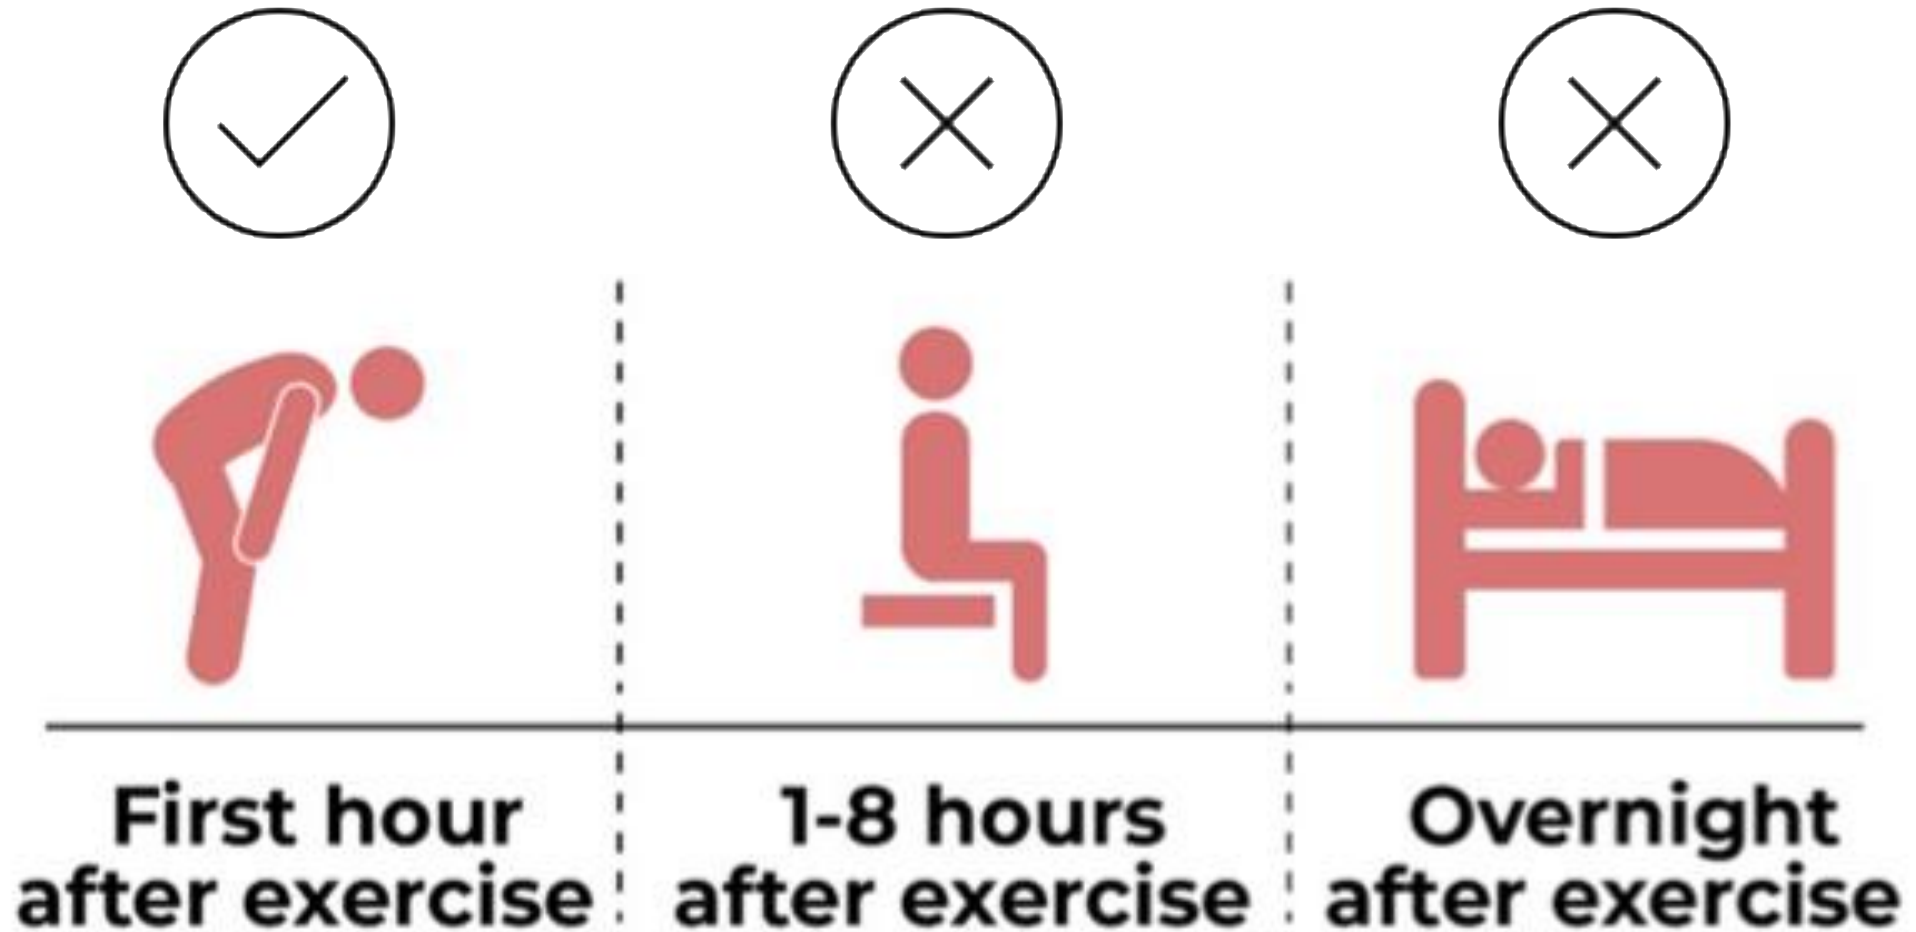 First hour
after exercise
1-8 hours
after exercise
Overnight
after exercise